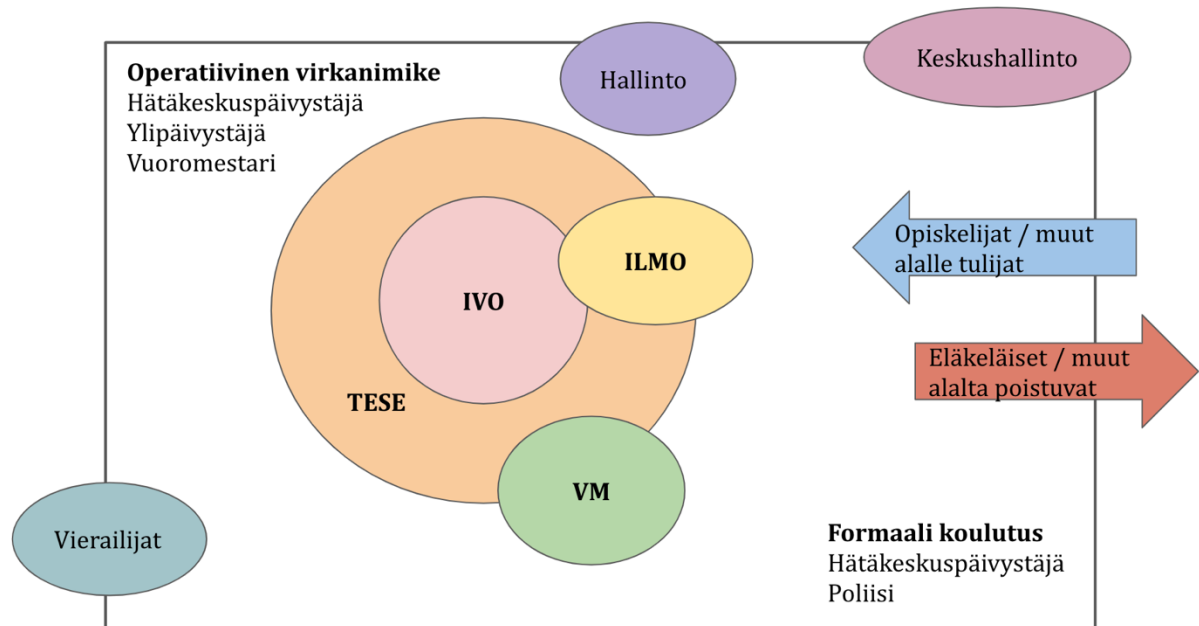 Operatiivinen virkanimike
Hätäkeskuspäivystäjä
Ylipäivystäjä
Vuoromestari
Hallinto
Keskushallinto
Opiskelijat / muut
alalle tulijat
ILMO
IVO
Eläkeläiset / muut
alalta poistuvat
TESE
VM
Vierailijat
Formaali koulutus
Hätäkeskuspäivystäjä
Poliisi